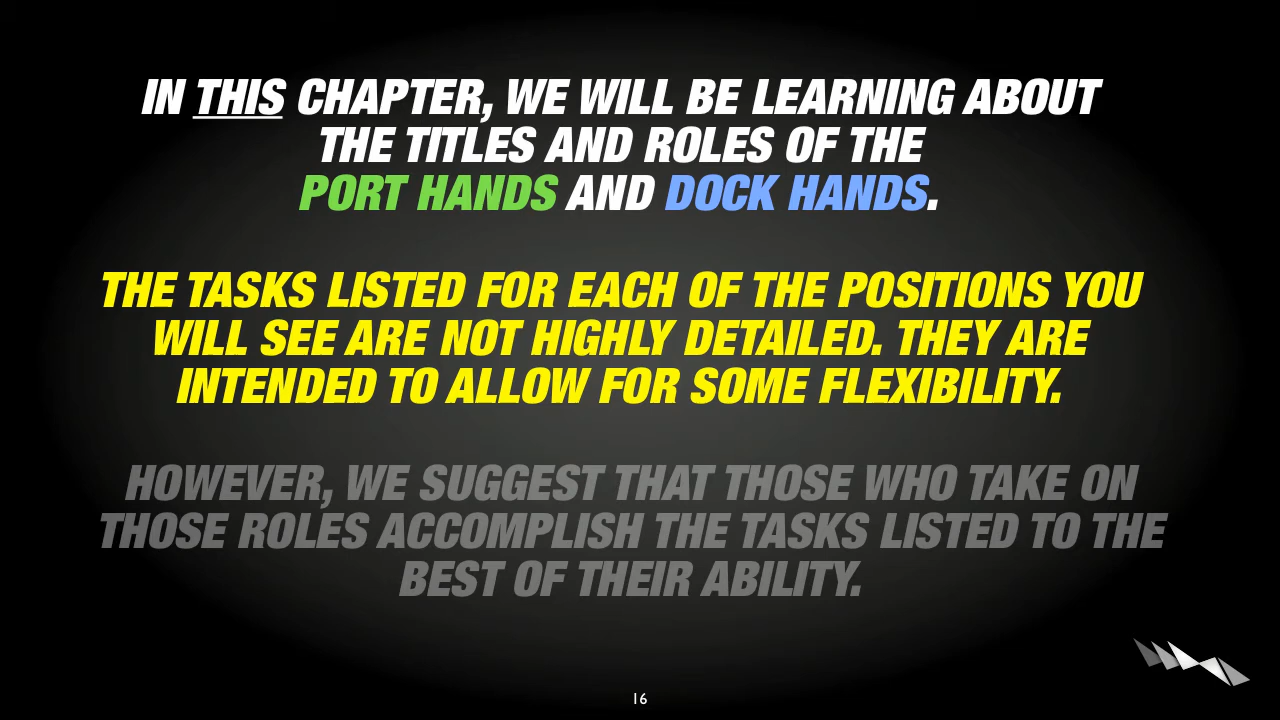 IN THIS CHAPTER, WE WILL BE LEARNING ABOUT
THE TITLES AND ROLES OF THE
PORT HANDS AND DOCK HANDS.
THE TASKS LISTED FOR EACH OF THE POSITIONS YOU
WILL SEE ARE NOT HIGHLY DETAILED. THEY ARE
INTENDED TO ALLOW FOR SOME FLEXIBILITY.
HOWEVER, WE SUGGEST THAT THOSE WHO TAKE ON
THOSE ROLES ACCOMPLISH THE TASKS LISTED TO THE
BEST OF THEIR ABILITY.
16